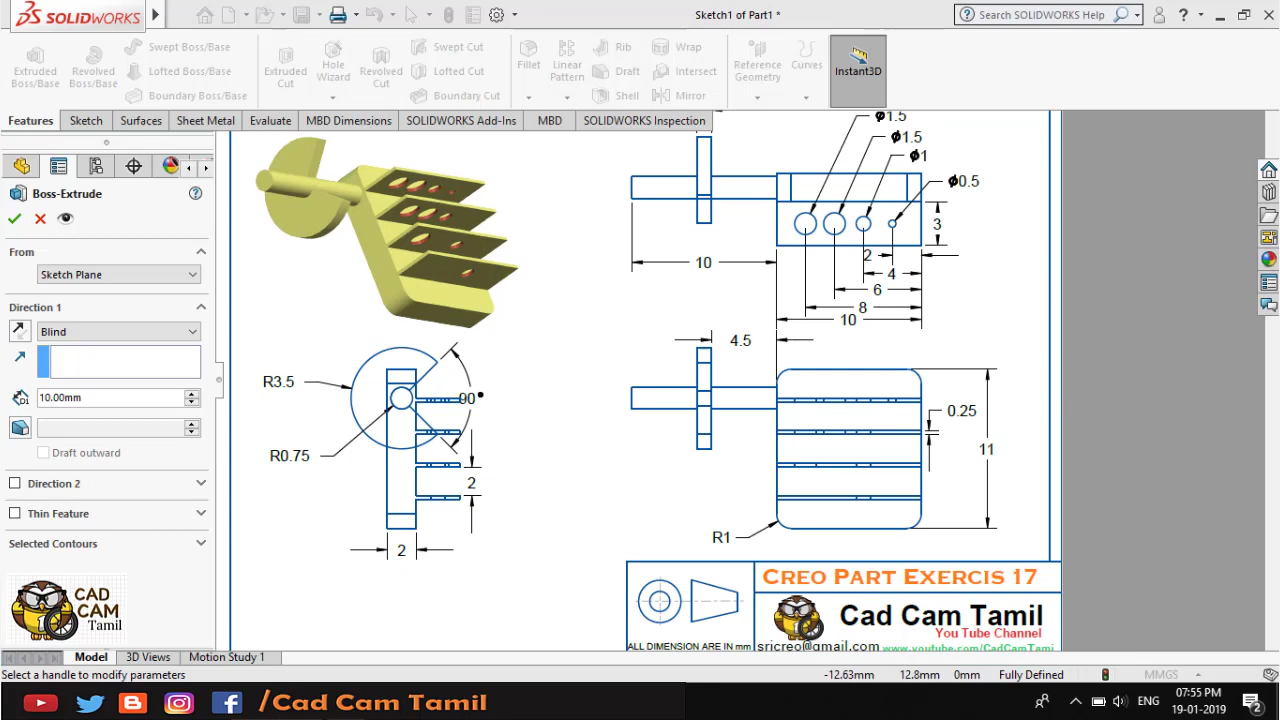 SOLIDWORKS
Sketch1 of Part1 *
Search SOLIDWORKS Help
Extruded Boss/Base
Revolved Boss/Base
Swept Boss/Base
Lofted Boss/Base
Boundary Boss/Base
Extruded Cut
Hole Wizard
Revolved Cut
Swept Cut
Lofted Cut
Boundary Cut
Fillet
Linear Pattern
Rib
Draft
Shell
Wrap
Intersect
Mirror
Reference Geometry
Curves
Instant3D
Features
Sketch
Surfaces
Sheet Metal
Evaluate
MBD Dimensions
SOLIDWORKS Add-Ins
MBD
SOLIDWORKS Inspection
Boss-Extrude
From
Sketch Plane
Direction 1
Blind
10.00mm
Draft outward
Direction 2
Thin Feature
Selected Contours
CAD
CAM
Tamil
ϕ1.5
ϕ1.5
ϕ1
ϕ0.5
3
2
4
6
8
10
10
4.5
R3.5
90°
R0.75
2
2
0.25
11
R1
CREO PART EXERCIS 17
Cad Cam Tamil
You Tube Channel
ALL DIMENSION ARE IN mm
sricreo@gmail.com
www.youtube.com/CadCamTami
Model
3D Views
Motion Study 1
Select a handle to modify parameters
-12.63mm
12.8mm
0mm
Fully Defined
MMGS
/Cad Cam Tamil
ENG
07:55 PM
19-01-2019
2